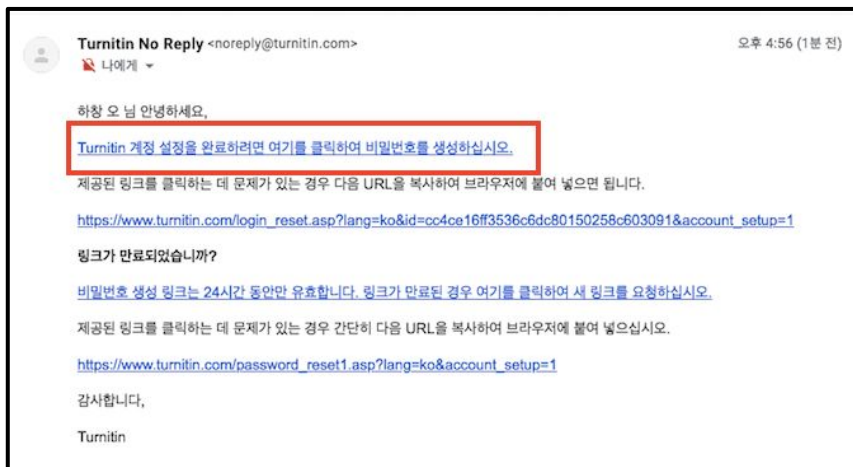 Turnitin No Reply <noreply@turnitin.com>
오후 4:56 (1분 전)
나에게
하창 오 님 안녕하세요,
Turnitin 계정 설정을 완료하려면 여기를 클릭하여 비밀번호를 생성하십시오.
제공된 링크를 클릭하는 데 문제가 있는 경우 다음 URL을 복사하여 브라우저에 붙여 넣으면 됩니다.
https://www.turnitin.com/login_reset.asp?lang=ko&id=cc4ce16ff3536c6dc80150258c603091&account_setup=1
링크가 만료되었습니까?
비밀번호 생성 링크는 24시간 동안만 유효합니다. 링크가 만료된 경우 여기를 클릭하여 새 링크를 요청하십시오.
제공된 링크를 클릭하는 데 문제가 있는 경우 간단히 다음 URL을 복사하여 브라우저에 붙여 넣으십시오.
https://www.turnitin.com/password_reset1.asp?lang=ko&account_setup=1
감사합니다,
Turnitin